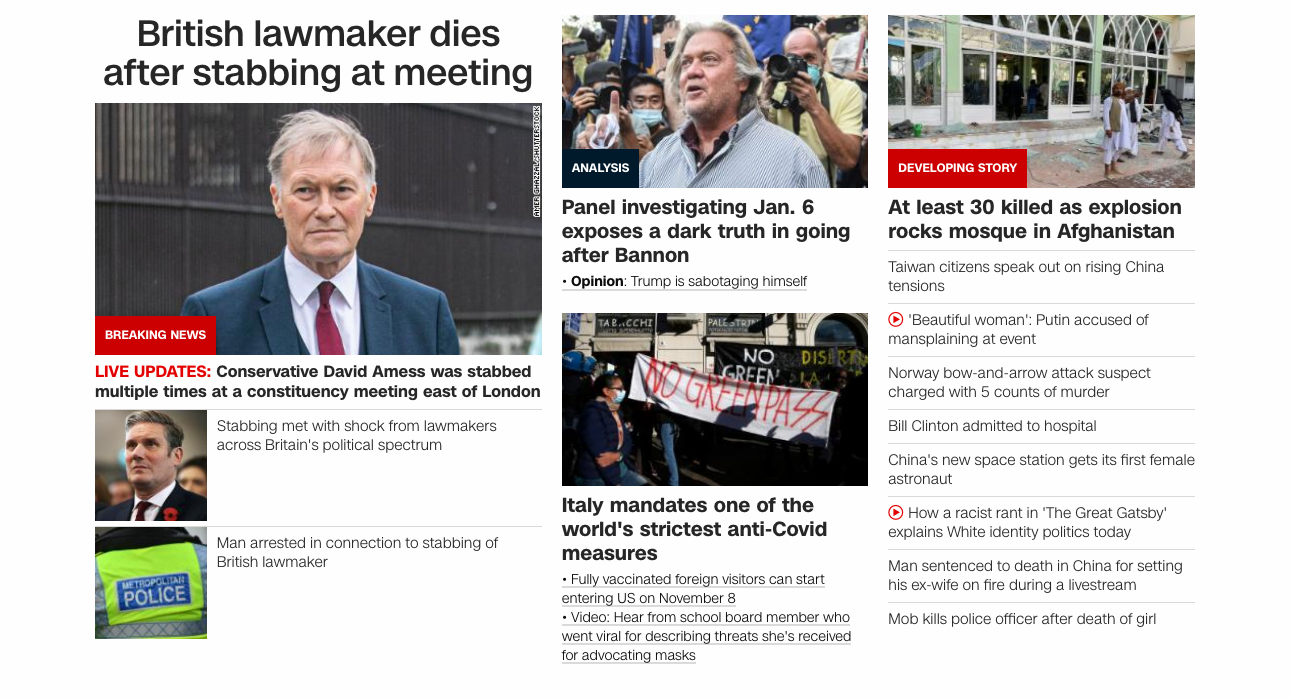 British lawmaker dies
after stabbing at meeting
AMER GHAZZAL/SHUTTERSTOCK
BREAKING NEWS
LIVE UPDATES: Conservative David Amess was stabbed
multiple times at a constituency meeting east of London
Stabbing met with shock from lawmakers
across Britain's political spectrum
METROPOLITAN
POLICE
Man arrested in connection to stabbing of
British lawmaker
ANALYSIS
Panel investigating Jan. 6
exposes a dark truth in going
after Bannon
• Opinion: Trump is sabotaging himself
TABACCHI
PALESTRIN
NO
GREEN
NO GREEN PASS
Italy mandates one of the
world's strictest anti-Covid
measures
• Fully vaccinated foreign visitors can start
entering US on November 8
• Video: Hear from school board member who
went viral for describing threats she's received
for advocating masks
DEVELOPING STORY
At least 30 killed as explosion
rocks mosque in Afghanistan
Taiwan citizens speak out on rising China
tensions
'Beautiful woman': Putin accused of
mansplaining at event
Norway bow-and-arrow attack suspect
charged with 5 counts of murder
Bill Clinton admitted to hospital
China's new space station gets its first female
astronaut
How a racist rant in 'The Great Gatsby'
explains White identity politics today
Man sentenced to death in China for setting
his ex-wife on fire during a livestream
Mob kills police officer after death of girl